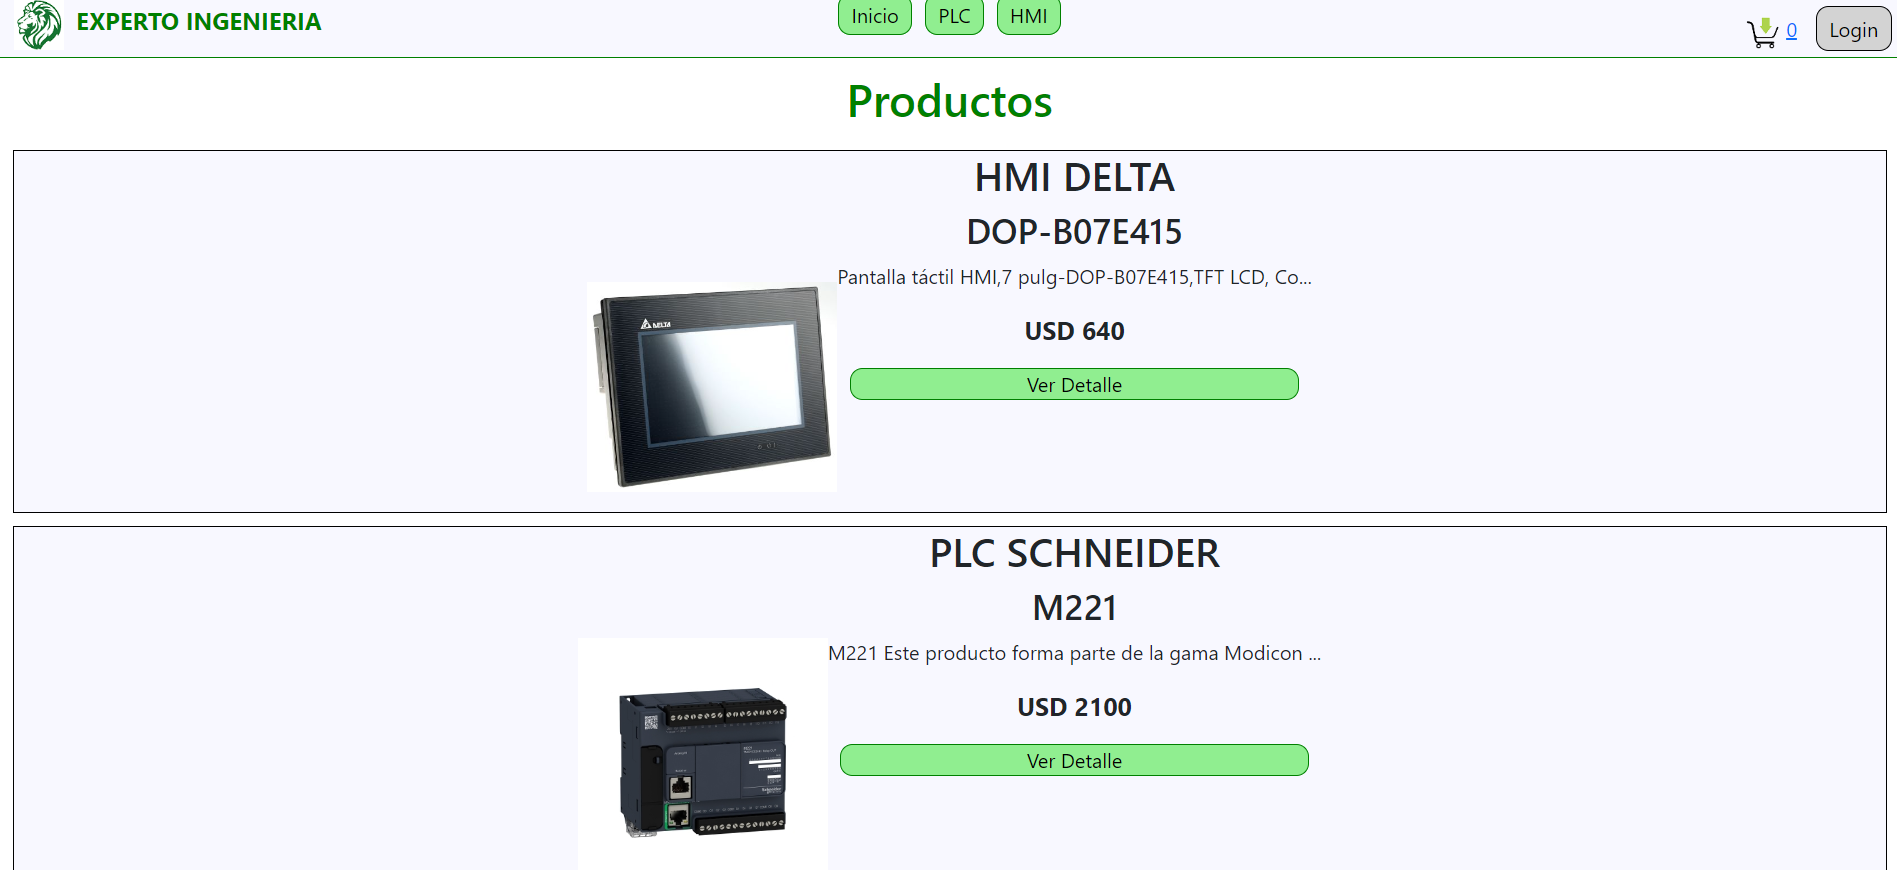 EXPERTO INGENIERIA
Inicio
PLC
HMI
0
Login
Productos
HMI DELTA
DOP-B07E415
Pantalla táctil HMI,7 pulg-DOP-B07E415,TFT LCD, Co...
USD 640
Ver Detalle
DELTA
PLC SCHNEIDER
M221
M221 Este producto forma parte de la gama Modicon ...
USD 2100
Ver Detalle
Schneider